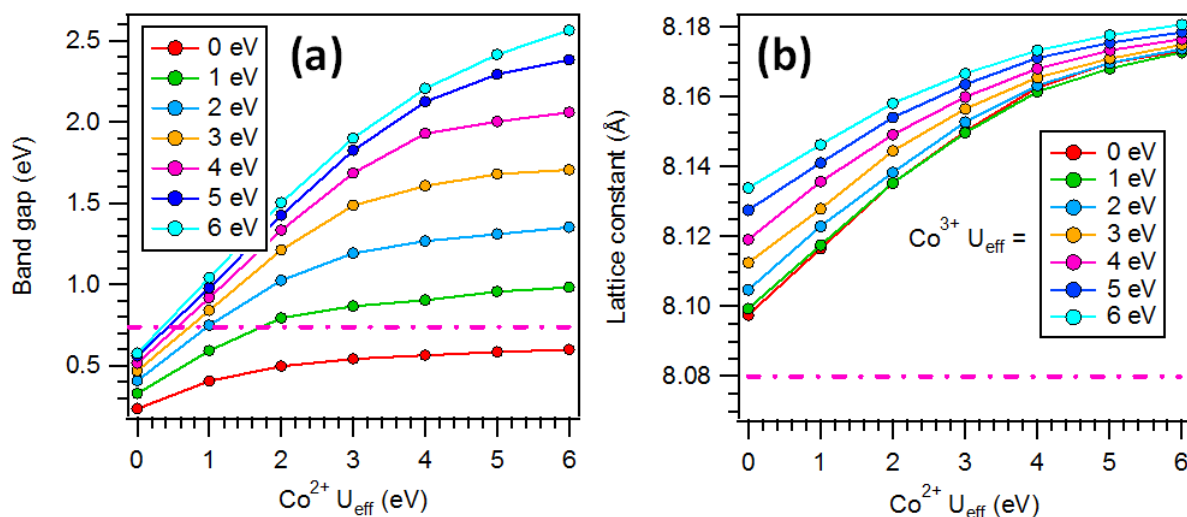 (a)
2.5
2.0
1.5
1.0
0.5
Band gap (eV)
0 eV
1 eV
2 eV
3 eV
4 eV
5 eV
6 eV
0 1 2 3 4 5 6
Co²⁺ U_eff (eV)
(b)
8.18
8.16
8.14
8.12
8.10
8.08
Lattice constant (Å)
Co³⁺ U_eff =
0 eV
1 eV
2 eV
3 eV
4 eV
5 eV
6 eV
0 1 2 3 4 5 6
Co²⁺ U_eff (eV)